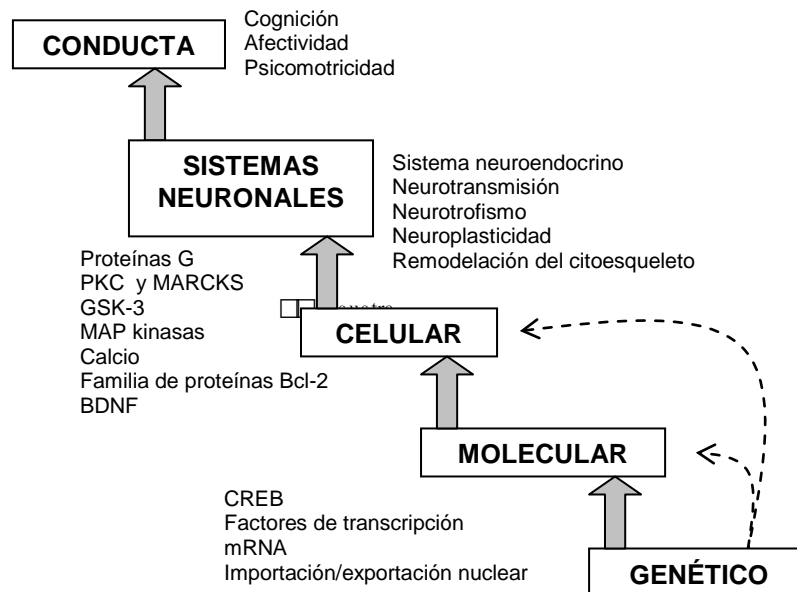 CONDUCTA
Cognición
Afectividad
Psicomotricidad
SISTEMAS
NEURONALES
Sistema neuroendocrino
Neurotransmisión
Neurotrofismo
Neuroplasticidad
Remodelación del citoesqueleto
Proteínas G
PKC y MARCKS
GSK-3
MAP kinasas
Calcio
Familia de proteínas Bcl-2
BDNF
CELULAR
MOLECULAR
CREB
Factores de transcripción
mRNA
Importación/exportación nuclear
GENÉTICO